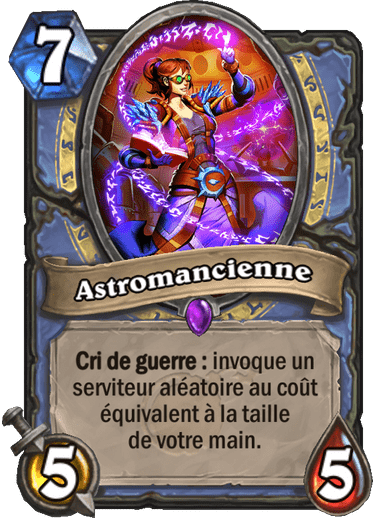 7
Astromancienne
Cri de guerre : invoque un
serviteur aléatoire au coût
équivalent à la taille
de votre main.
5
5